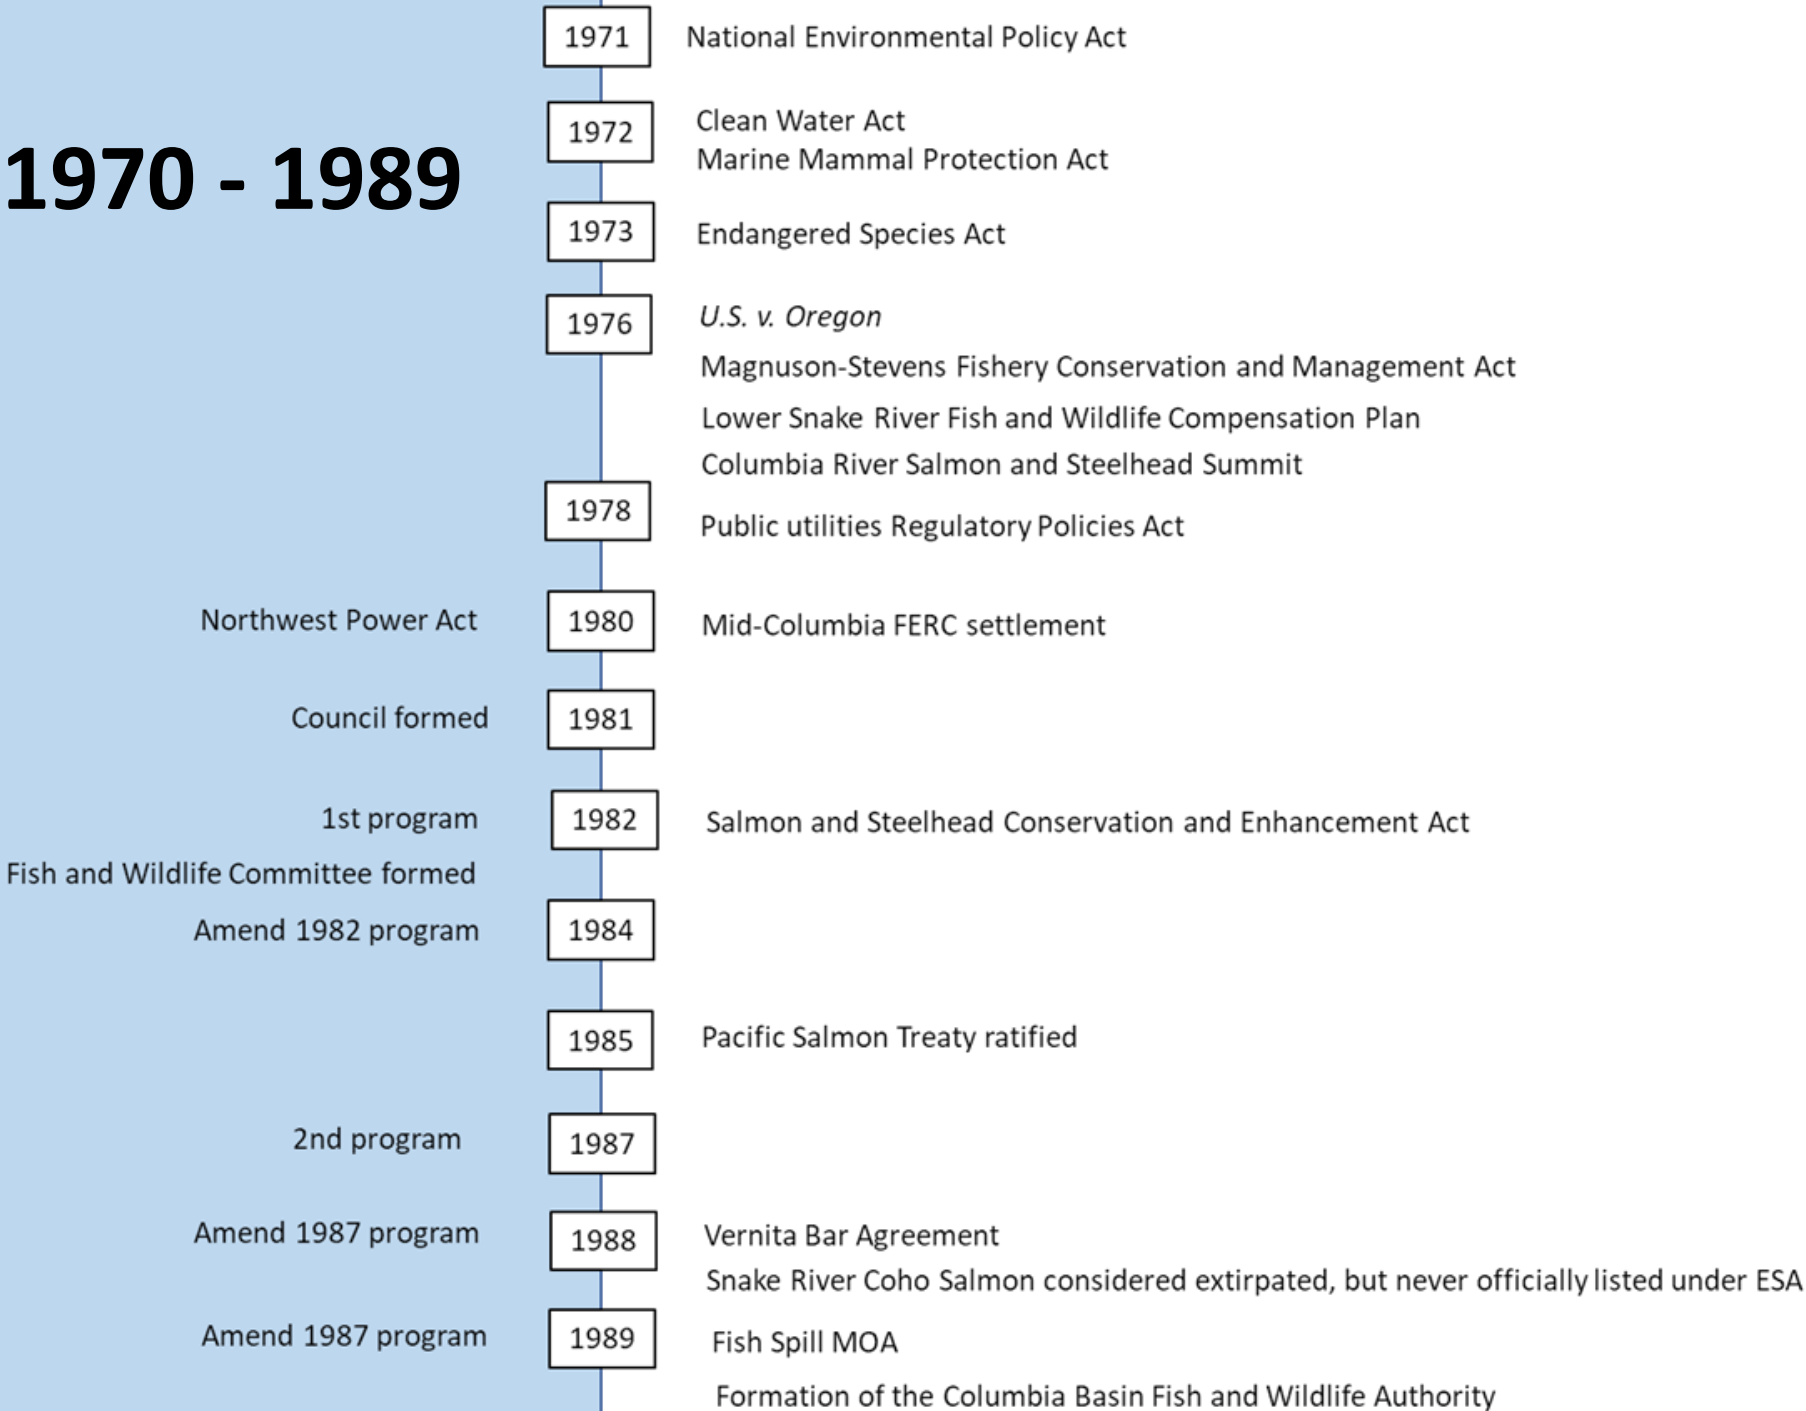 1970 - 1989
1971
National Environmental Policy Act
1972
Clean Water Act
Marine Mammal Protection Act
1973
Endangered Species Act
1976
U.S. v. Oregon
Magnuson-Stevens Fishery Conservation and Management Act
Lower Snake River Fish and Wildlife Compensation Plan
Columbia River Salmon and Steelhead Summit
1978
Public utilities Regulatory Policies Act
Northwest Power Act
1980
Mid-Columbia FERC settlement
Council formed
1981
1st program
1982
Salmon and Steelhead Conservation and Enhancement Act
Fish and Wildlife Committee formed
Amend 1982 program
1984
1985
Pacific Salmon Treaty ratified
2nd program
1987
Amend 1987 program
1988
Vernita Bar Agreement
Snake River Coho Salmon considered extirpated, but never officially listed under ESA
Amend 1987 program
1989
Fish Spill MOA
Formation of the Columbia Basin Fish and Wildlife Authority